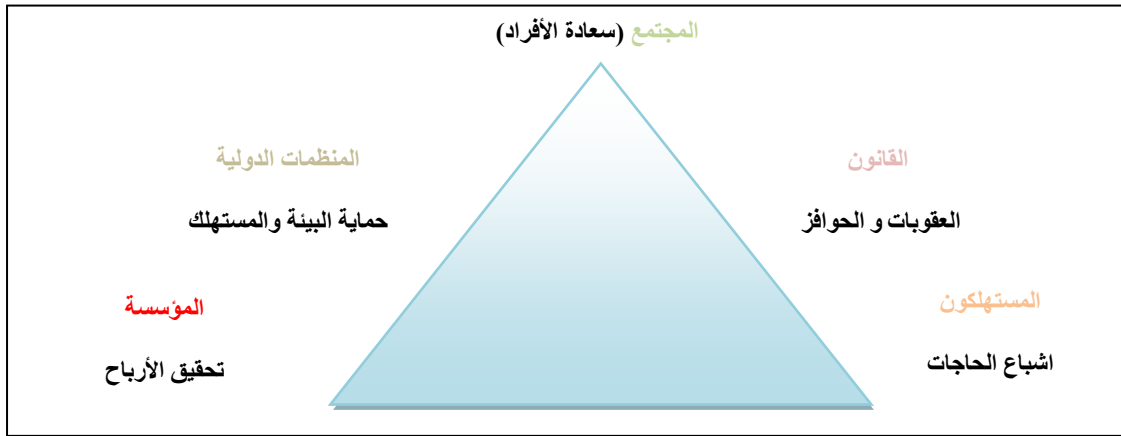 المجتمع (سعادة الأفراد)
القانون
المنظمات الدولية
العقوبات و الحوافز
حماية البيئة والمستهلك
المستهلكون
المؤسسة
اشباع الحاجات
تحقيق الأرباح